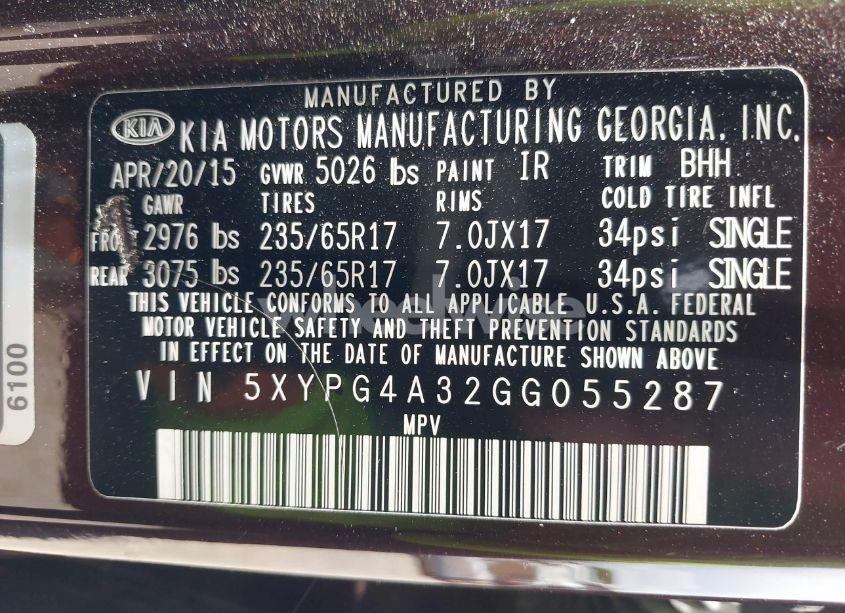 MANUFACTURED BY
KIA KIA MOTORS MANUFACTURING GEORGIA, INC.
APR/20/15 GVWR 5026 lbs PAINT IR TRIM BHH
GAWR TIRES RIMS COLD TIRE INFL
FRONT 2976 lbs 235/65R17 7.0JX17 34psi SINGLE
REAR 3075 lbs 235/65R17 7.0JX17 34psi SINGLE
THIS VEHICLE CONFORMS TO ALL APPLICABLE U.S.A. FEDERAL
MOTOR VEHICLE SAFETY AND THEFT PREVENTION STANDARDS
IN EFFECT ON THE DATE OF MANUFACTURE SHOWN ABOVE
VIN 5XYPG4A32GG055287
MPV
6100